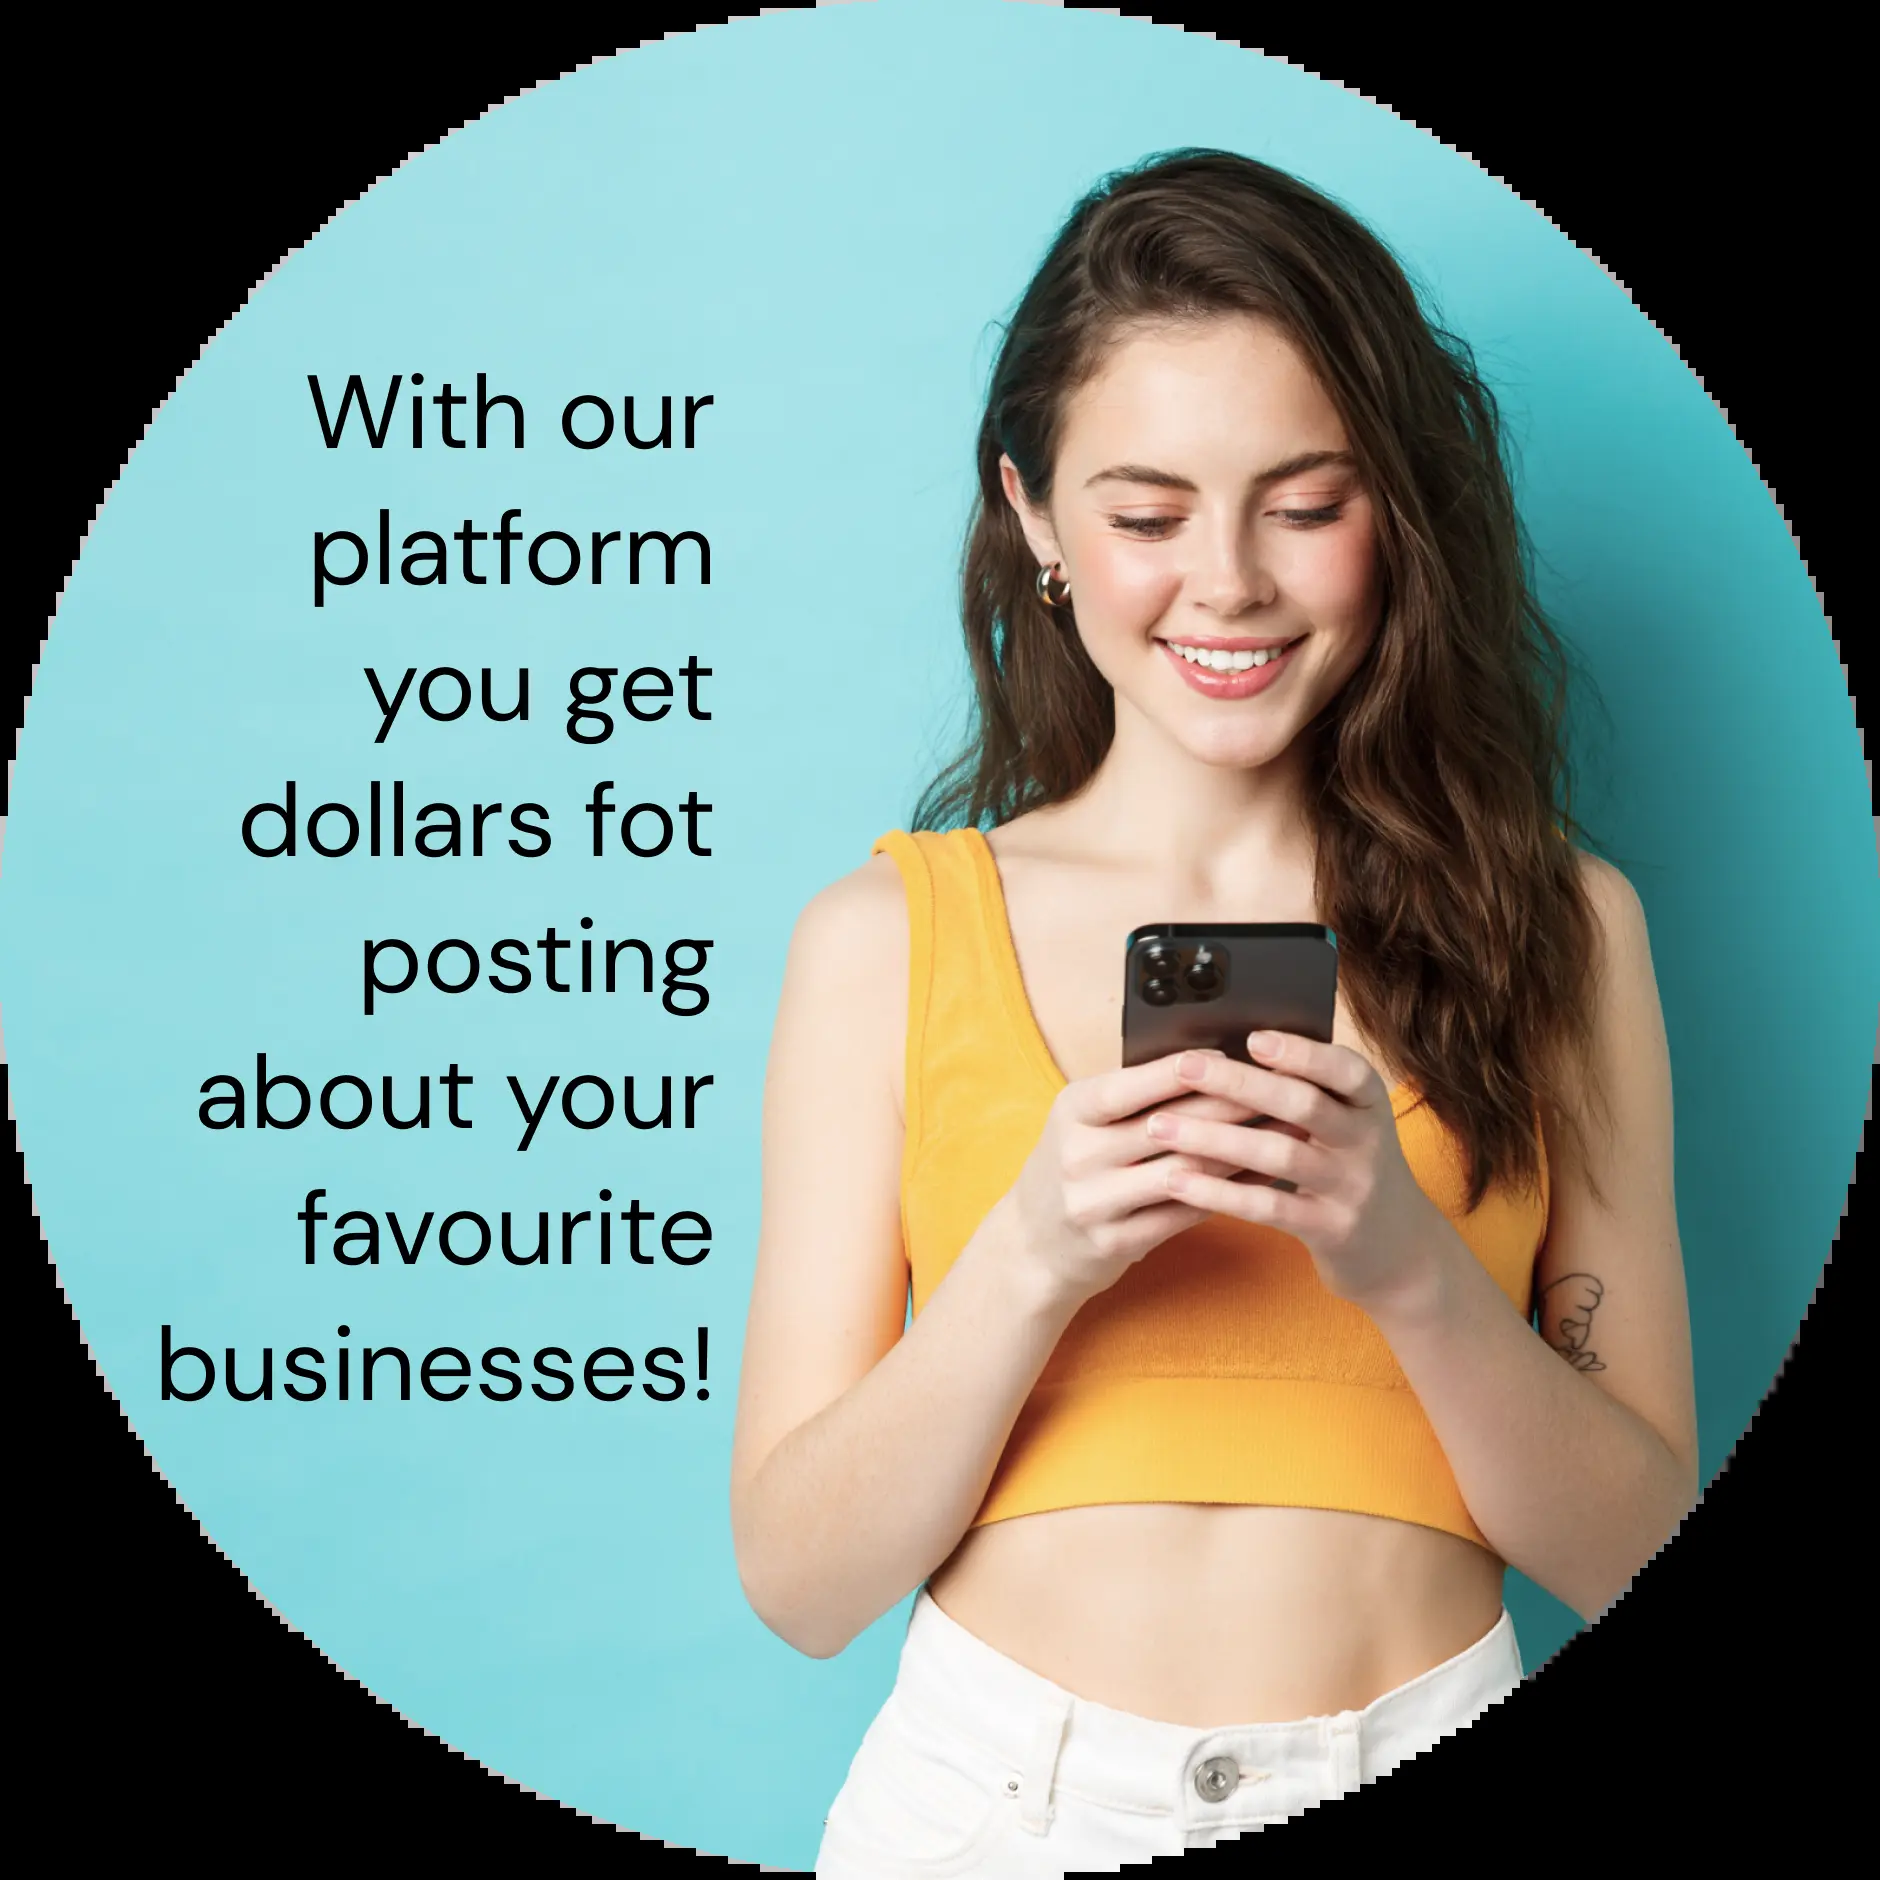 With our
platform
you get
dollars fot
posting
about your
favourite
businesses!